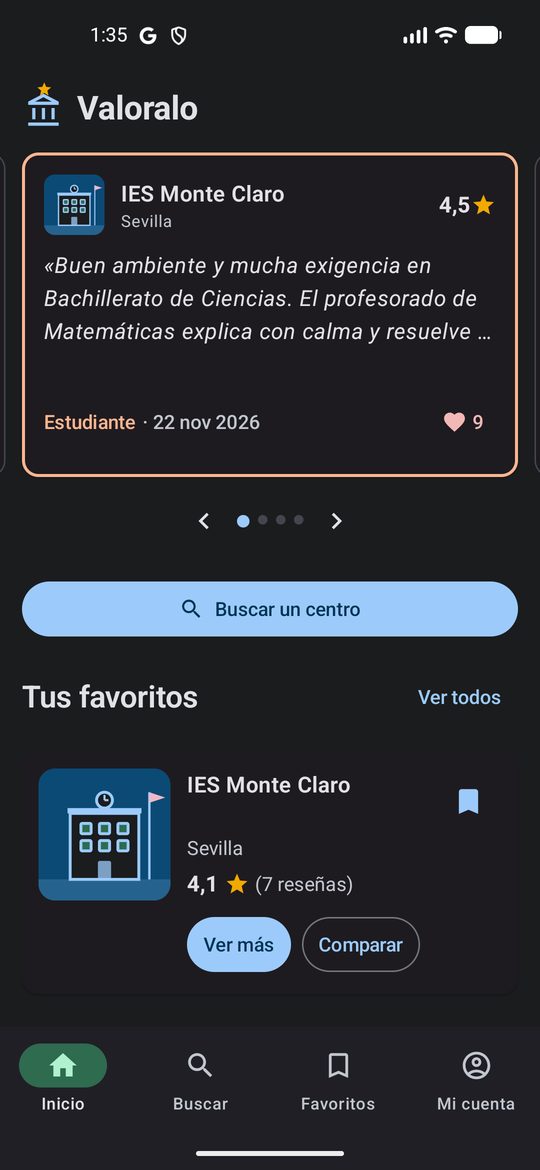 1:35
Valoralo
IES Monte Claro
Sevilla
4,5
«Buen ambiente y mucha exigencia en
Bachillerato de Ciencias. El profesorado de
Matemáticas explica con calma y resuelve ...
Estudiante · 22 nov 2026
9
Buscar un centro
Tus favoritos
Ver todos
IES Monte Claro
Sevilla
4,1 (7 reseñas)
Ver más
Comparar
Inicio
Buscar
Favoritos
Mi cuenta